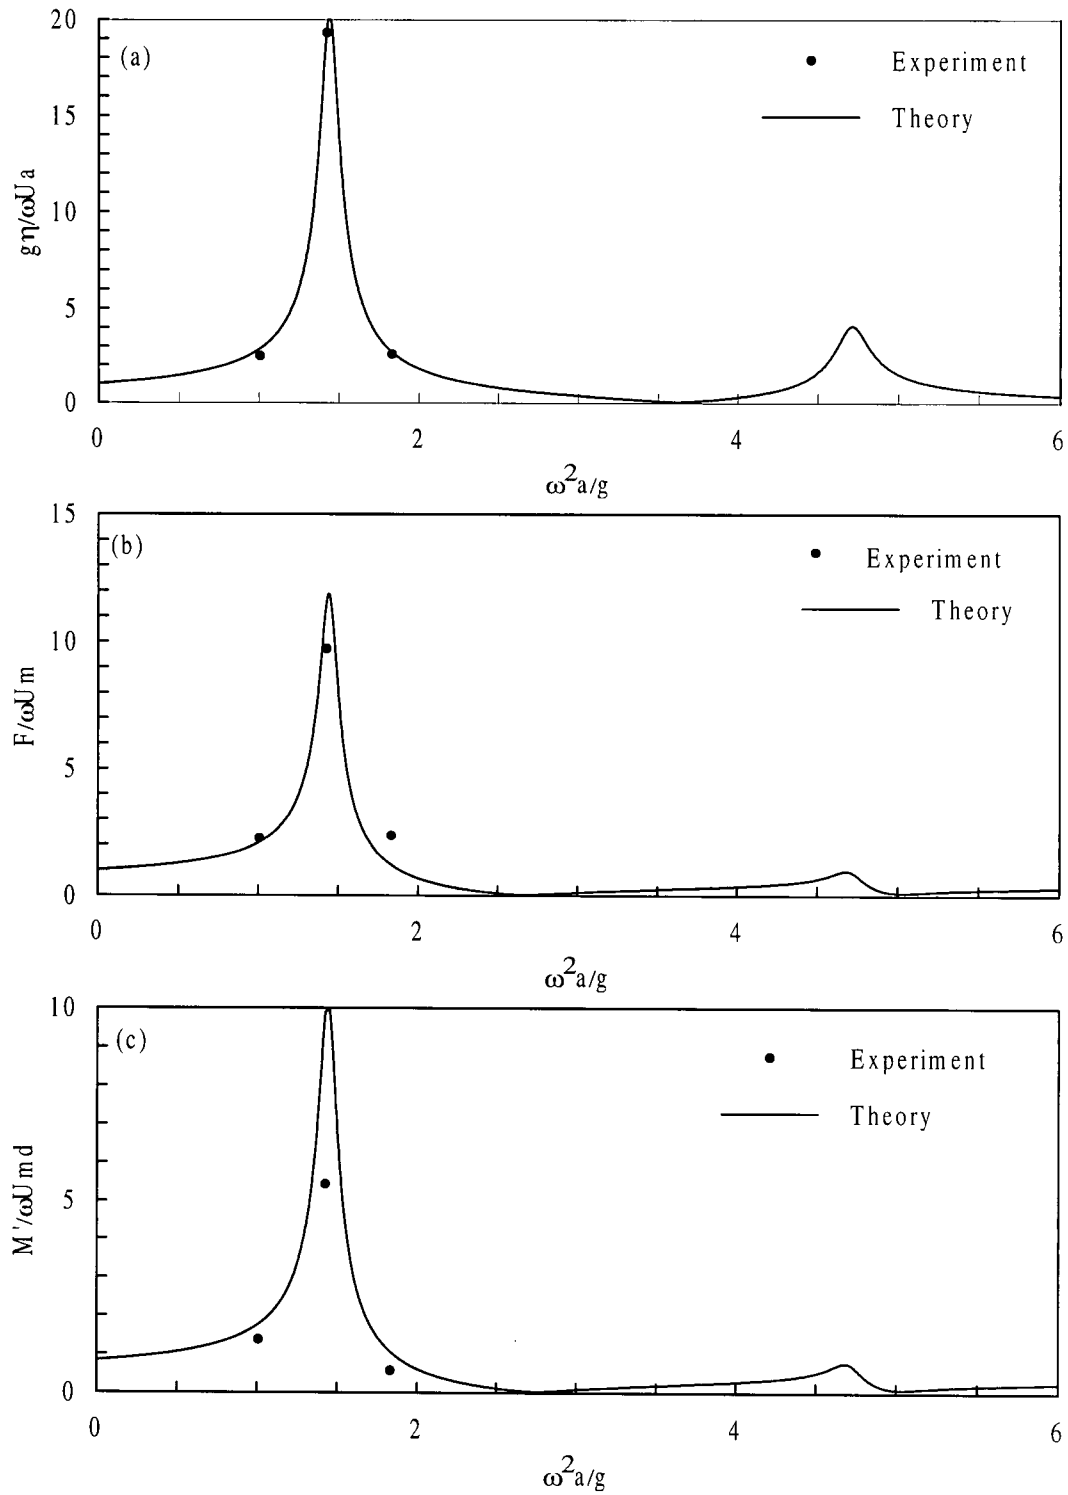 20
(a)
Experiment
Theory
15
gη/ωUa
10
5
0
0 2 4 6
ω²a/g
15
(b)
Experiment
Theory
10
F/ωUm
5
0
0 2 4 6
ω²a/g
10
(c)
Experiment
Theory
M'/ωUmd
5
0
0 2 4 6
ω²a/g